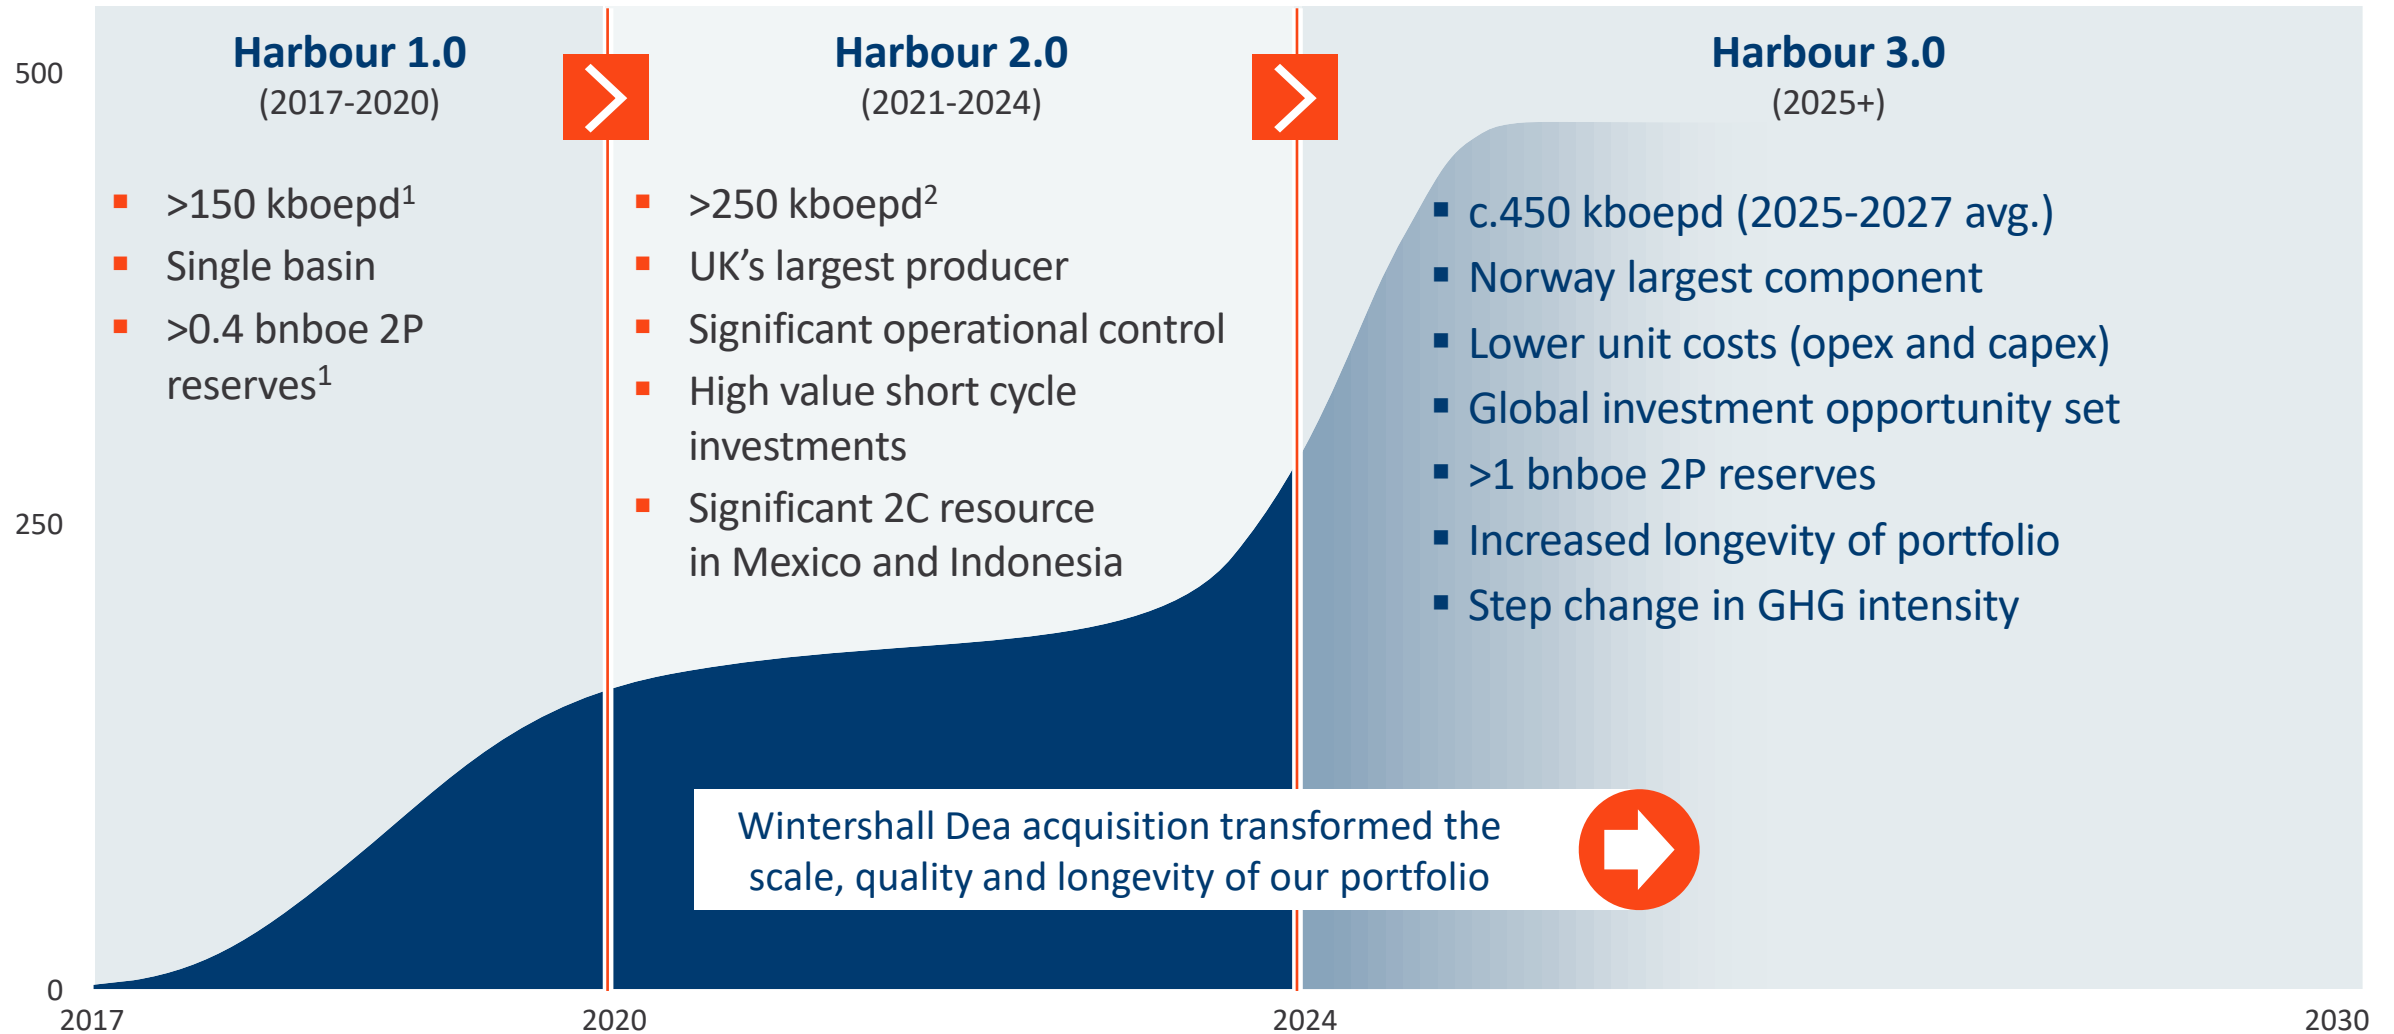 500
250
0
Harbour 1.0
(2017-2020)
>150 kboepd¹
Single basin
>0.4 bnboe 2P
reserves¹
Harbour 2.0
(2021-2024)
>250 kboepd²
UK’s largest producer
Significant operational control
High value short cycle
investments
Significant 2C resource
in Mexico and Indonesia
Harbour 3.0
(2025+)
c.450 kboepd (2025-2027 avg.)
Norway largest component
Lower unit costs (opex and capex)
Global investment opportunity set
>1 bnboe 2P reserves
Increased longevity of portfolio
Step change in GHG intensity
Wintershall Dea acquisition transformed the
scale, quality and longevity of our portfolio
2017
2020
2024
2030